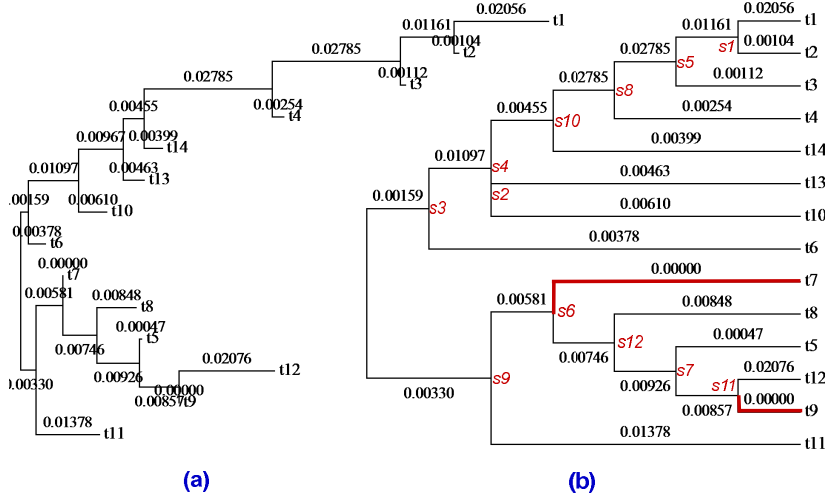 0.02056
t1
0.01161
0.00104
t2
0.02785
0.00112
t3
0.02785
0.00254
t4
0.00455
0.00399
t14
0.00967
0.00463
t13
0.01097
0.00610
t10
0.00159
0.00378
t6
0.00000
t7
0.00581
0.00848
t8
0.00047
t5
0.00746
0.02076
t12
0.00926
0.00000
0.00857
t9
0.00330
0.01378
t11
(a)
0.02056
t1
0.01161
s1
0.00104
t2
0.02785
s5
0.00112
t3
0.02785
s8
0.00254
t4
0.00455
s10
0.00399
t14
0.01097
s4
0.00463
t13
s2
0.00610
t10
0.00159
s3
0.00378
t6
0.00000
t7
0.00581
s6
0.00848
t8
0.00746
s12
0.00047
t5
0.00926
s7
0.02076
t12
s11
0.00857
0.00000
t9
0.00330
s9
0.01378
t11
(b)